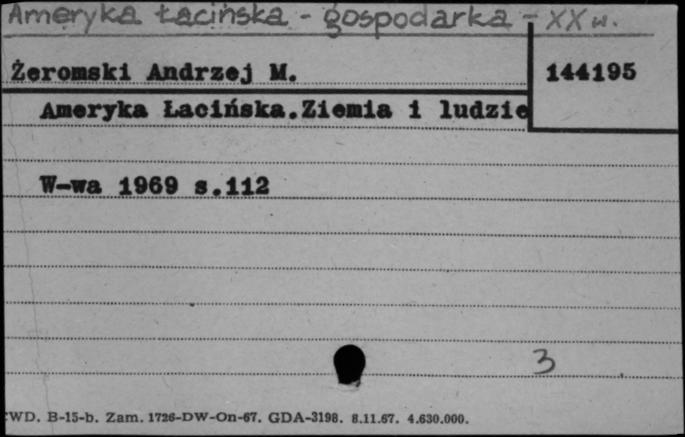 Ameryka Łacińska - gospodarka - XX w.
Żeromski Andrzej M. 144195
Ameryka Łacińska.Ziemia i ludzie
W-wa 1969 s.112
3
WD. B-15-b. Zam. 1726-DW-On-67. GDA-3198. 8.11.67. 4.630.000.